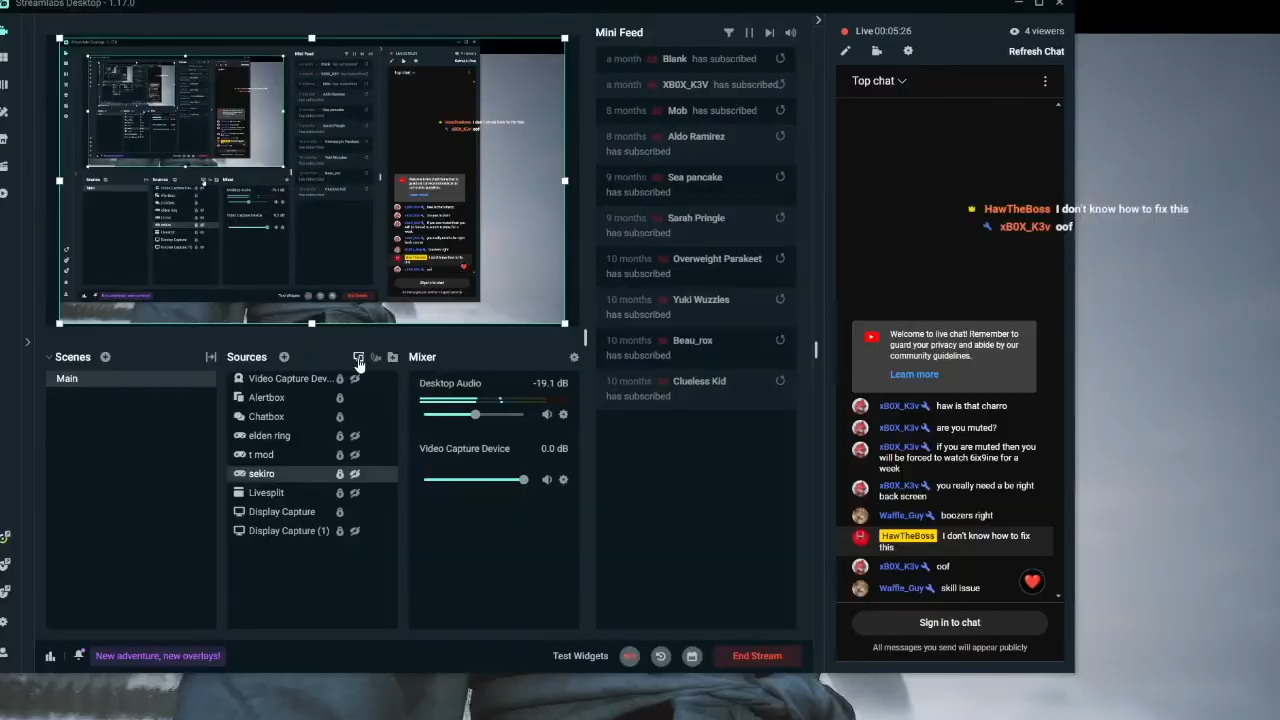 Streamlabs Desktop - 1.17.0
Mini Feed
a month Blank has subscribed
a month XB0X_K3V has subscribed
8 months Mob has subscribed
8 months Aldo Ramirez
has subscribed
9 months Sea pancake
has subscribed
9 months Sarah Pringle
has subscribed
10 months Overweight Parakeet
has subscribed
10 months Yuki Wuzzles
has subscribed
10 months Beau_rox
has subscribed
10 months Clueless Kid
has subscribed
Live 00:05:26
4 viewers
Refresh Chat
Top chat
HawTheBoss I don't know how to fix this
xB0X_K3v oof
Welcome to live chat! Remember to
guard your privacy and abide by our
community guidelines.
Learn more
xB0X_K3v haw is that charro
xB0X_K3v are you muted?
xB0X_K3v if you are muted then you
will be forced to watch 6ix9ine for a
week
xB0X_K3v you really need a be right
back screen
Waffle_Guy boozers right
HawTheBoss I don't know how to fix
this
xB0X_K3v oof
Waffle_Guy skill issue
Sign in to chat
All messages you send will appear publicly
Scenes
Main
Sources
Video Capture Dev...
Alertbox
Chatbox
elden ring
t mod
sekiro
Livesplit
Display Capture
Display Capture (1)
Mixer
Desktop Audio -19.1 dB
Video Capture Device 0.0 dB
New adventure, new overlays!
Test Widgets
End Stream